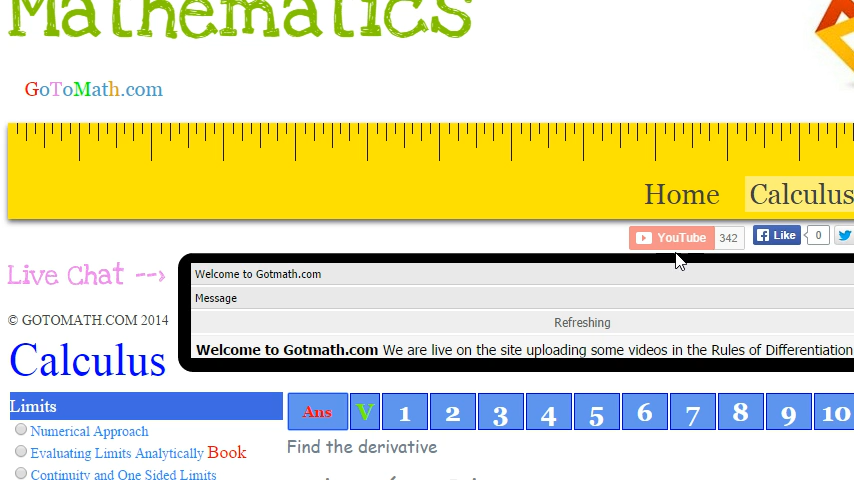 Mathematics
GoToMath.com
Home Calculus
YouTube 342 Like 0
Live Chat -->
Welcome to Gotmath.com
Message
Refreshing
Welcome to Gotmath.com We are live on the site uploading some videos in the Rules of Differentiation
© GOTOMATH.COM 2014
Calculus
Limits
Ans V 1 2 3 4 5 6 7 8 9 10
Numerical Approach
Evaluating Limits Analytically Book
Continuity and One Sided Limits
Find the derivative